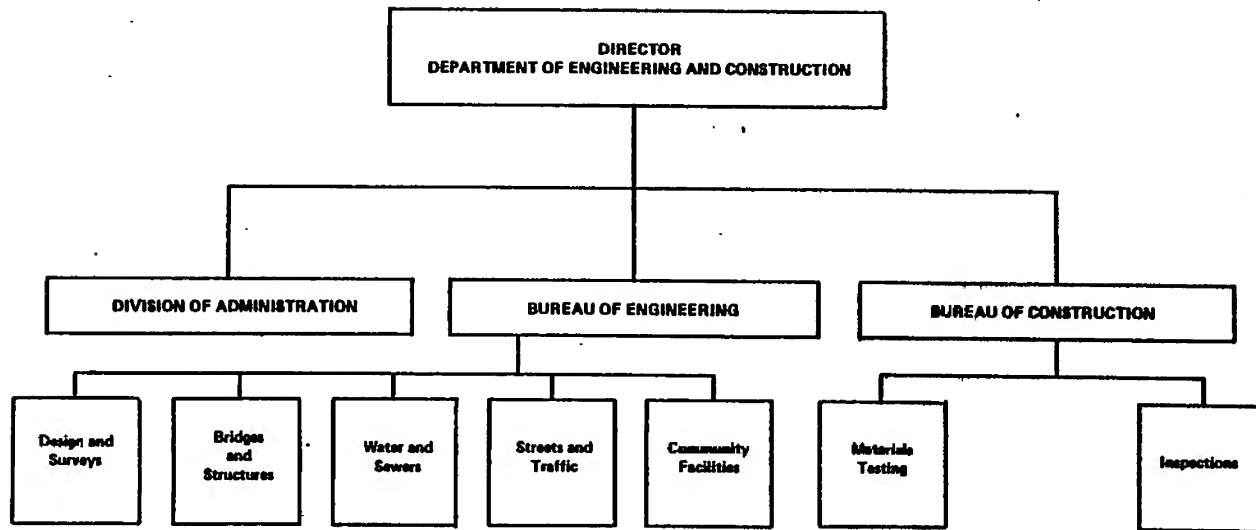 DIRECTOR
DEPARTMENT OF ENGINEERING AND CONSTRUCTION
DIVISION OF ADMINISTRATION
BUREAU OF ENGINEERING
BUREAU OF CONSTRUCTION
Design and
Surveys
Bridges
and
Structures
Water and
Sewers
Streets and
Traffic
Community
Facilities
Materials
Testing
Inspections